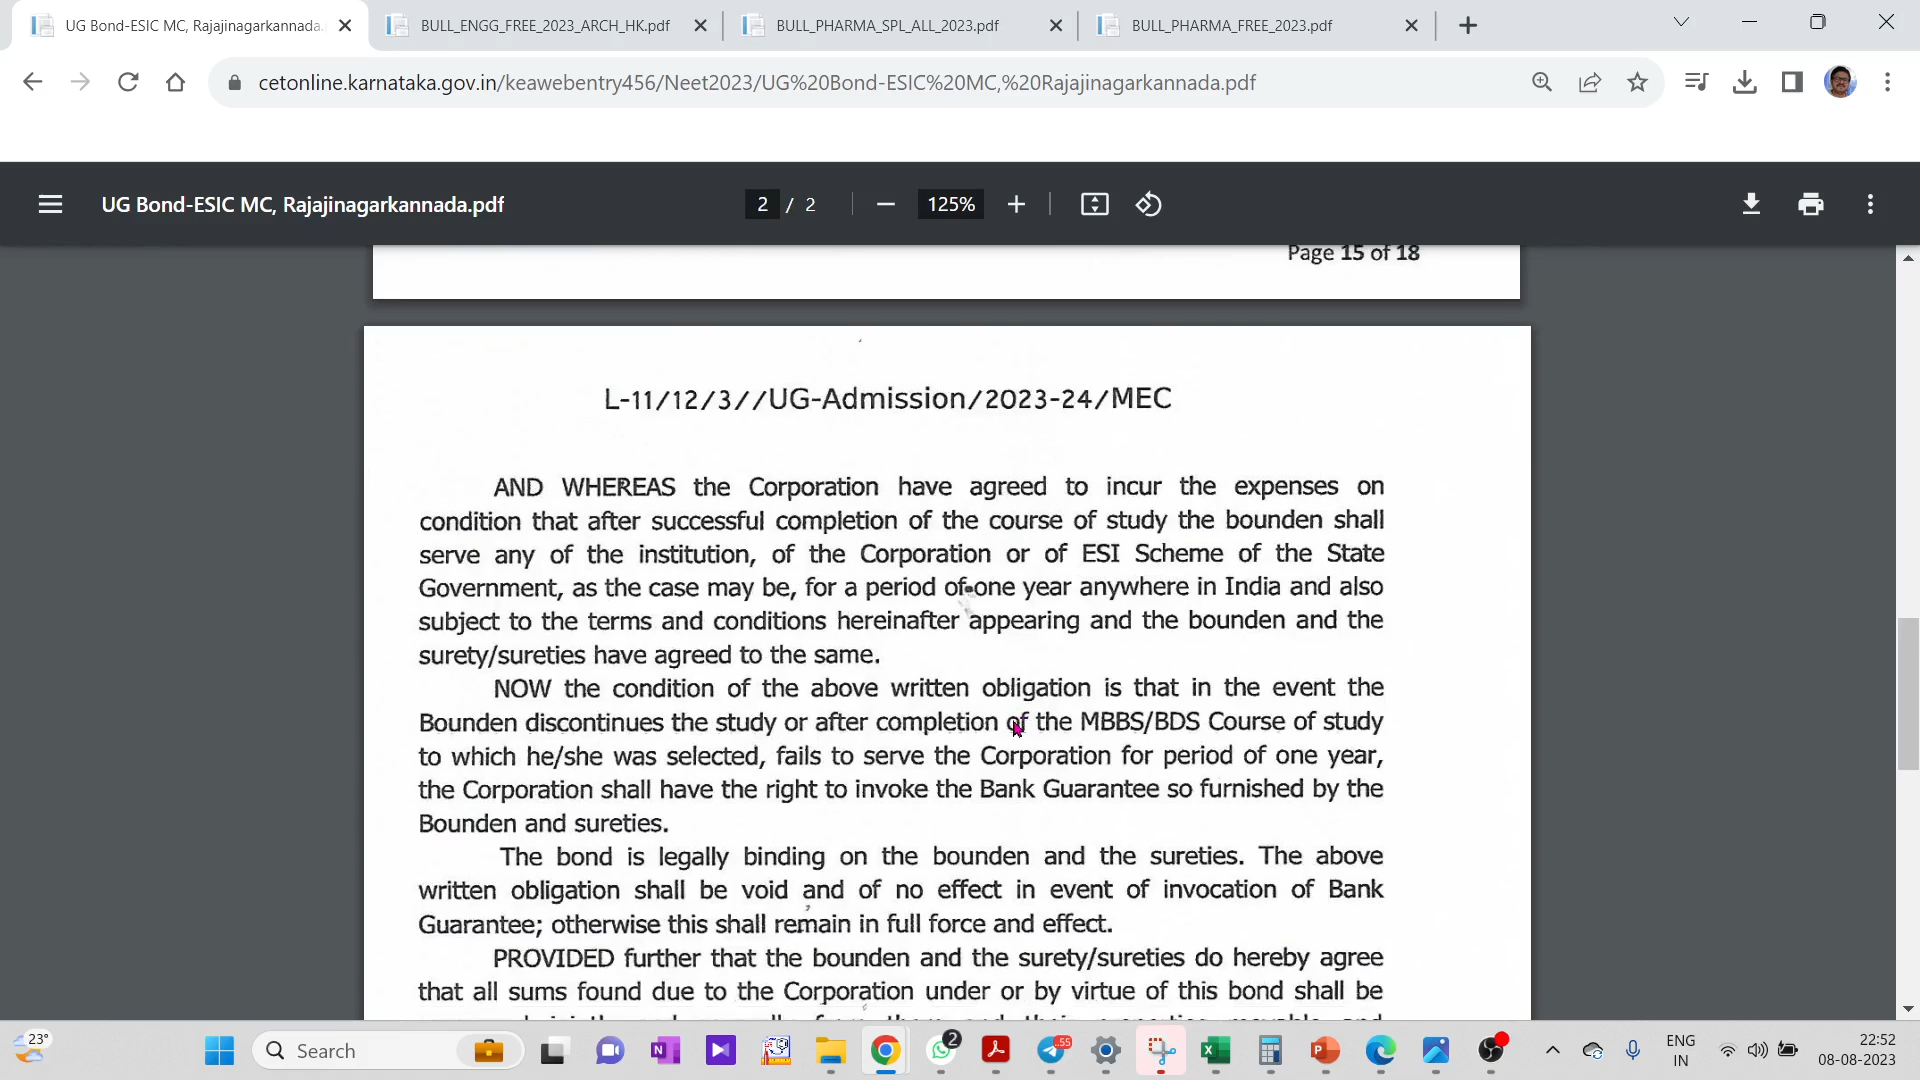 UG Bond-ESIC MC, Rajajinagarkannada.
BULL_ENGG_FREE_2023_ARCH_HK.pdf
BULL_PHARMA_SPL_ALL_2023.pdf
BULL_PHARMA_FREE_2023.pdf
cetonline.karnataka.gov.in/keawebentry456/Neet2023/UG%20Bond-ESIC%20MC,%20Rajajinagarkannada.pdf
UG Bond-ESIC MC, Rajajinagarkannada.pdf
2 / 2
125%
Page 15 of 18
L-11/12/3//UG-Admission/2023-24/MEC
AND WHEREAS the Corporation have agreed to incur the expenses on
condition that after successful completion of the course of study the bounden shall
serve any of the institution, of the Corporation or of ESI Scheme of the State
Government, as the case may be, for a period of one year anywhere in India and also
subject to the terms and conditions hereinafter appearing and the bounden and the
surety/sureties have agreed to the same.
NOW the condition of the above written obligation is that in the event the
Bounden discontinues the study or after completion of the MBBS/BDS Course of study
to which he/she was selected, fails to serve the Corporation for period of one year,
the Corporation shall have the right to invoke the Bank Guarantee so furnished by the
Bounden and sureties.
The bond is legally binding on the bounden and the sureties. The above
written obligation shall be void and of no effect in event of invocation of Bank
Guarantee; otherwise this shall remain in full force and effect.
PROVIDED further that the bounden and the surety/sureties do hereby agree
that all sums found due to the Corporation under or by virtue of this bond shall be
23°
Search
2
55
ENG
IN
22:52
08-08-2023